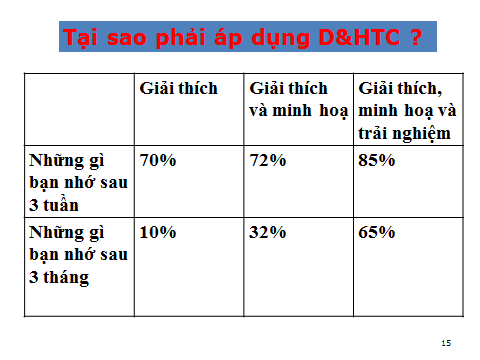 Tại sao phải áp dụng D&HTC ?
Giải thích
Giải thích
và minh hoạ
Giải thích,
minh hoạ và
trải nghiệm
Những gì
bạn nhớ sau
3 tuần
70%
72%
85%
Những gì
bạn nhớ sau
3 tháng
10%
32%
65%
15